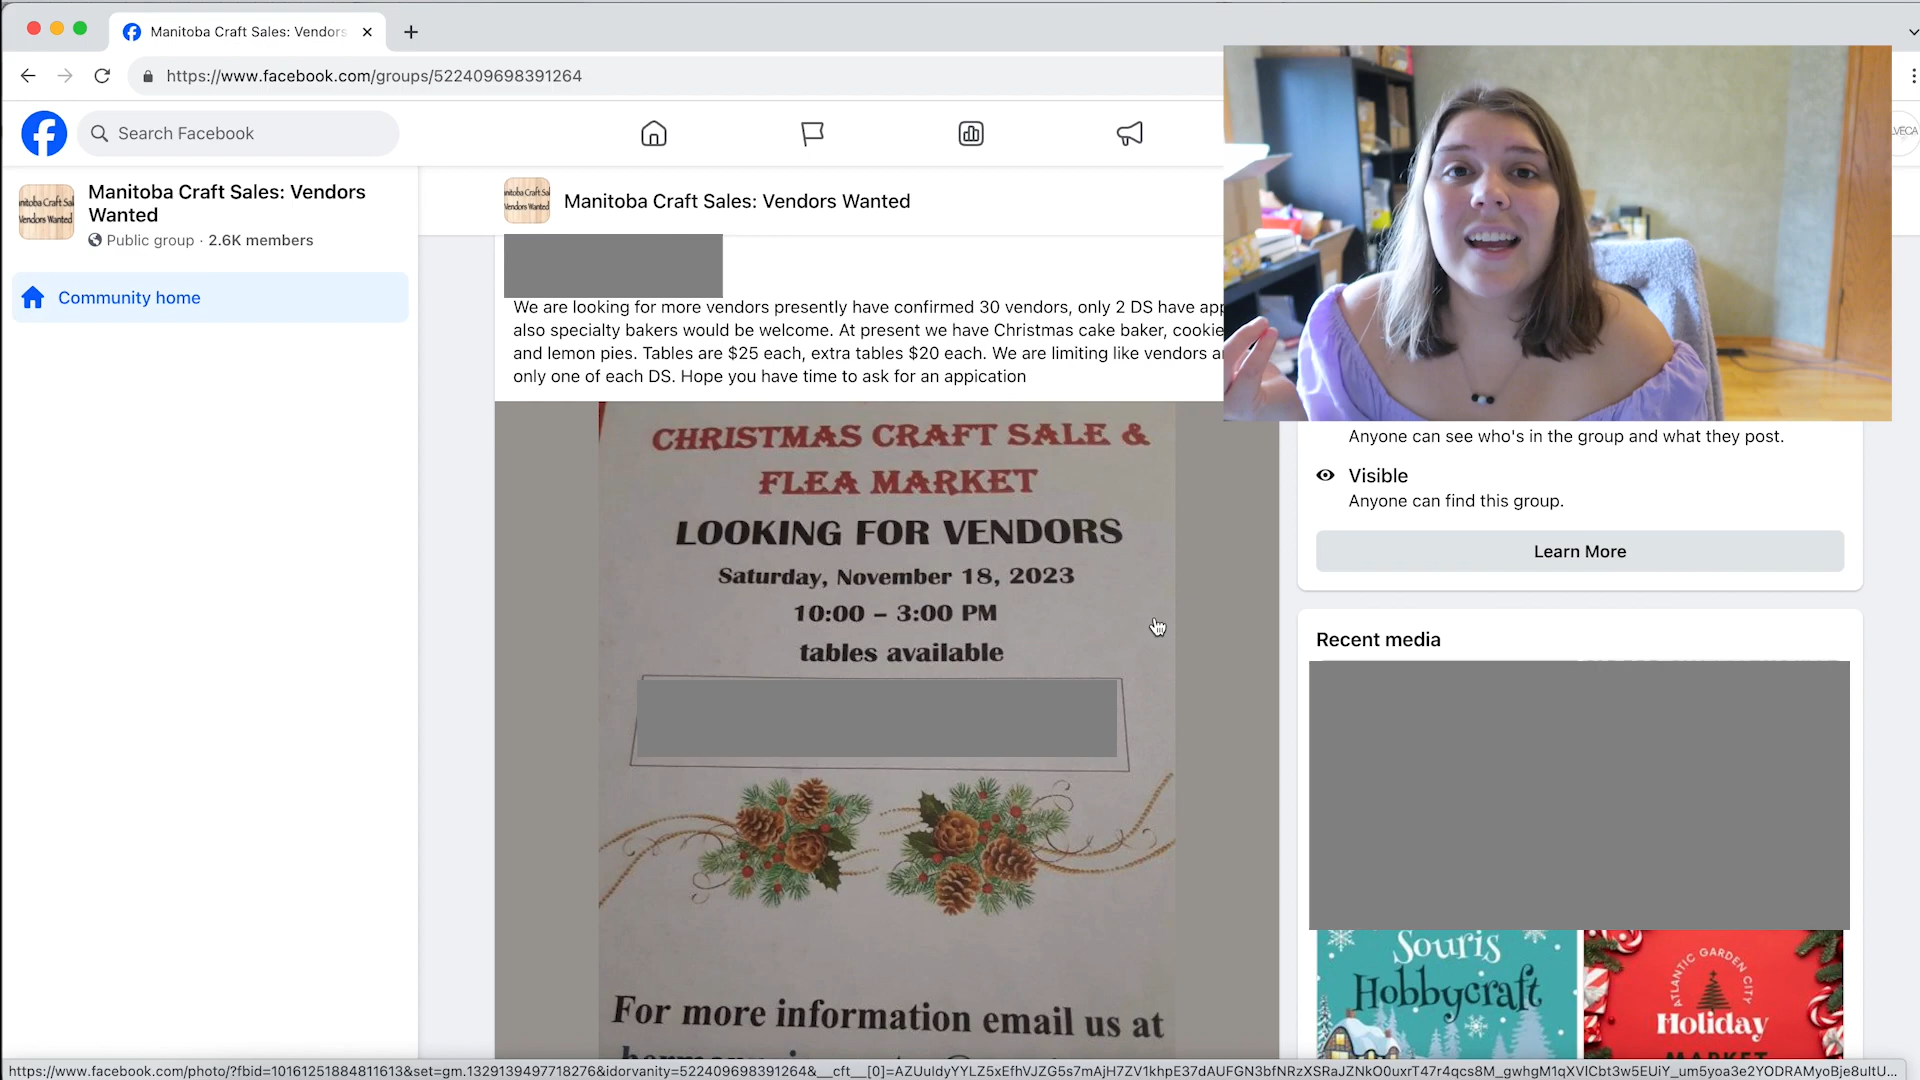 Manitoba Craft Sales: Vendors
https://www.facebook.com/groups/522409698391264
Search Facebook
Manitoba Craft Sales: Vendors
Wanted
Public group · 2.6K members
Community home
Manitoba Craft Sales: Vendors Wanted
We are looking for more vendors presently have confirmed 30 vendors, only 2 DS have
also specialty bakers would be welcome. At present we have Christmas cake baker, cookie
and lemon pies. Tables are $25 each, extra tables $20 each. We are limiting like vendors
only one of each DS. Hope you have time to ask for an appication
CHRISTMAS CRAFT SALE &
FLEA MARKET
LOOKING FOR VENDORS
Saturday, November 18, 2023
10:00 – 3:00 PM
tables available
For more information email us at
Anyone can see who's in the group and what they post.
Visible
Anyone can find this group.
Learn More
Recent media
Souris
Hobbycraft
ATLANTIC GARDEN CITY
Holiday
MARKET